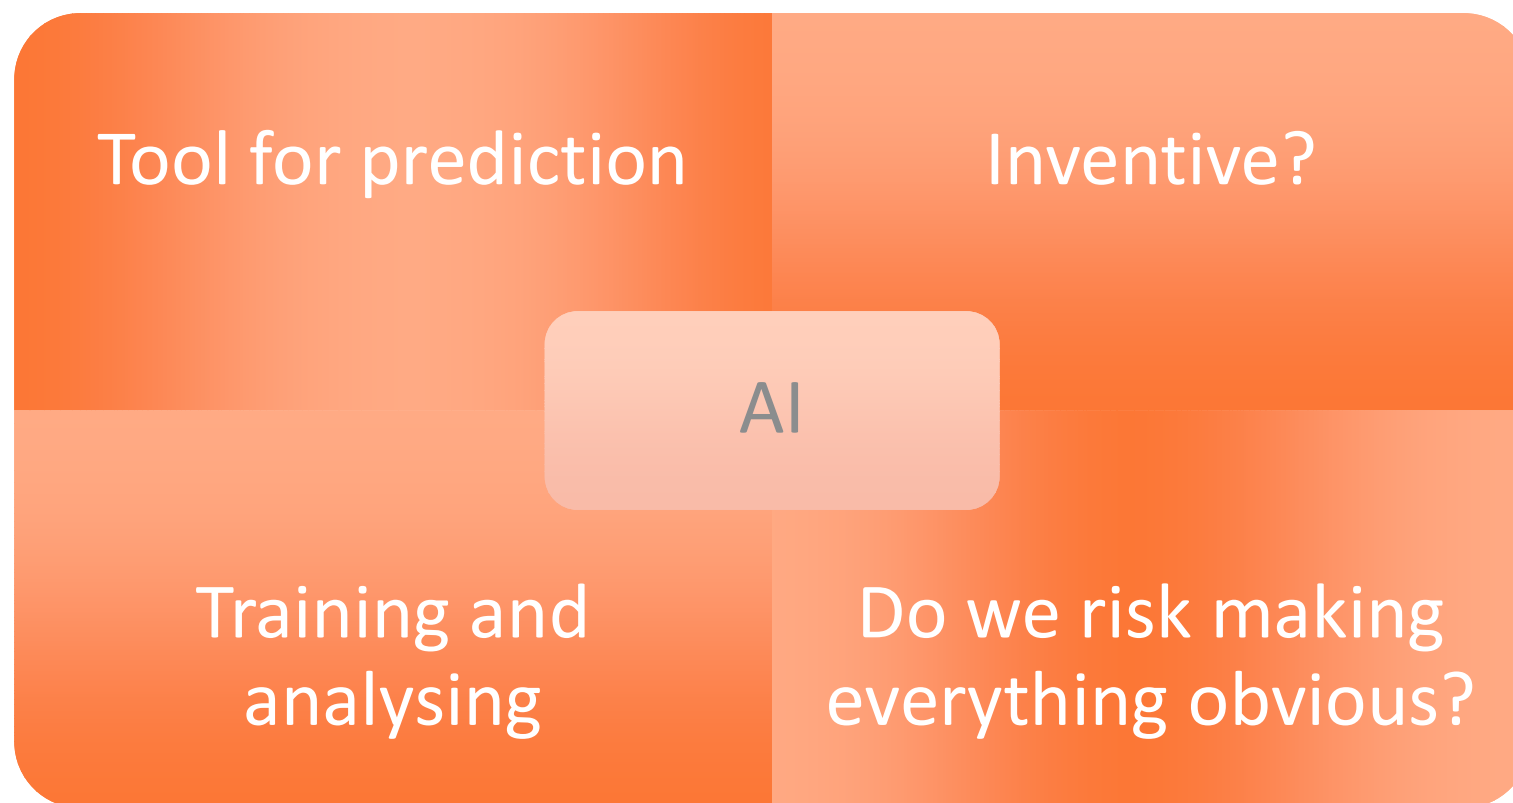 Tool for prediction
Inventive?
AI
Training and
analysing
Do we risk making
everything obvious?